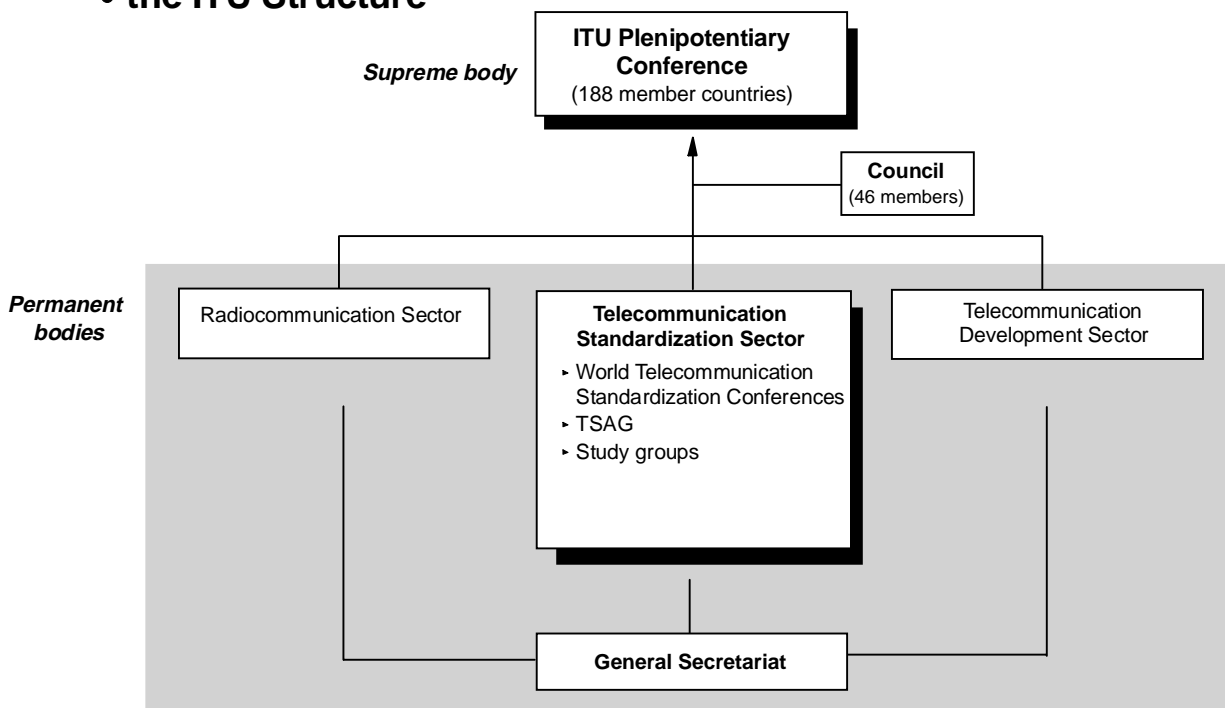 • the ITU Structure
ITU Plenipotentiary
Conference
(188 member countries)
Supreme body
Council
(46 members)
Permanent
bodies
Radiocommunication Sector
Telecommunication
Standardization Sector
▸ World Telecommunication
Standardization Conferences
▸ TSAG
▸ Study groups
Telecommunication
Development Sector
General Secretariat